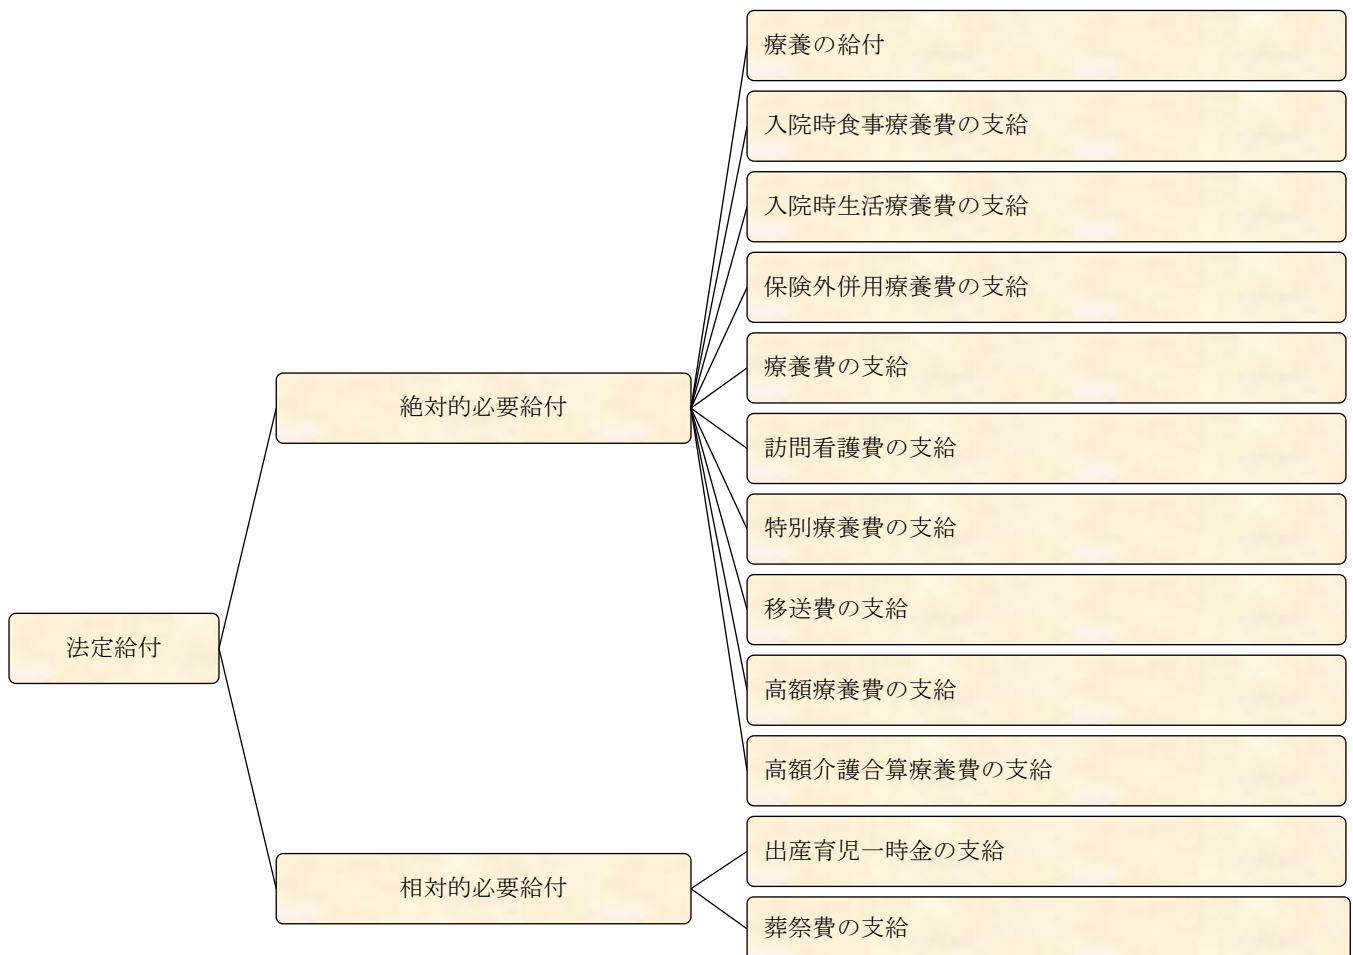 法定給付
絶対的必要給付
療養の給付
入院時食事療養費の支給
入院時生活療養費の支給
保険外併用療養費の支給
療養費の支給
訪問看護費の支給
特別療養費の支給
移送費の支給
高額療養費の支給
高額介護合算療養費の支給
相対的必要給付
出産育児一時金の支給
葬祭費の支給